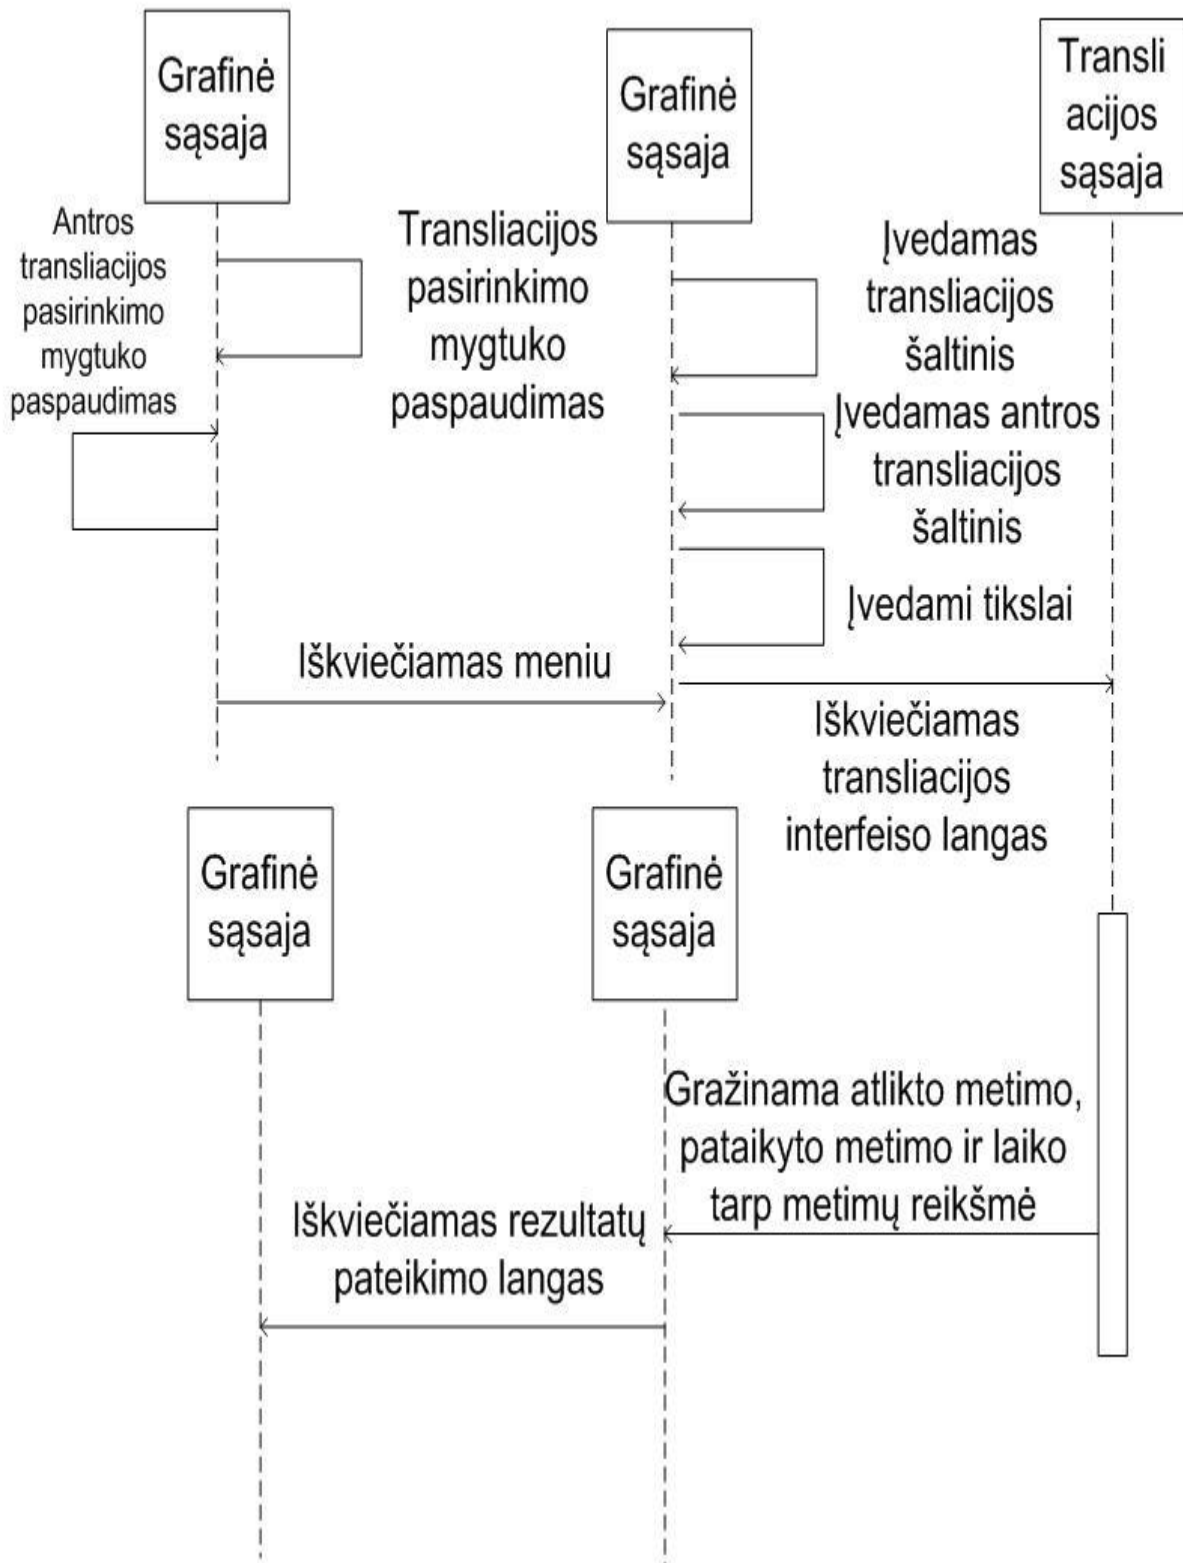 Grafinė
sąsaja
Grafinė
sąsaja
Transli
acijos
sąsaja
Antros
transliacijos
pasirinkimo
mygtuko
paspaudimas
Transliacijos
pasirinkimo
mygtuko
paspaudimas
Įvedamas
transliacijos
šaltinis
Įvedamas antros
transliacijos
šaltinis
Įvedami tikslai
Iškviečiamas meniu
Iškviečiamas
transliacijos
interfeiso langas
Grafinė
sąsaja
Grafinė
sąsaja
Gražinama atlikto metimo,
pataikyto metimo ir laiko
tarp metimų reikšmė
Iškviečiamas rezultatų
pateikimo langas